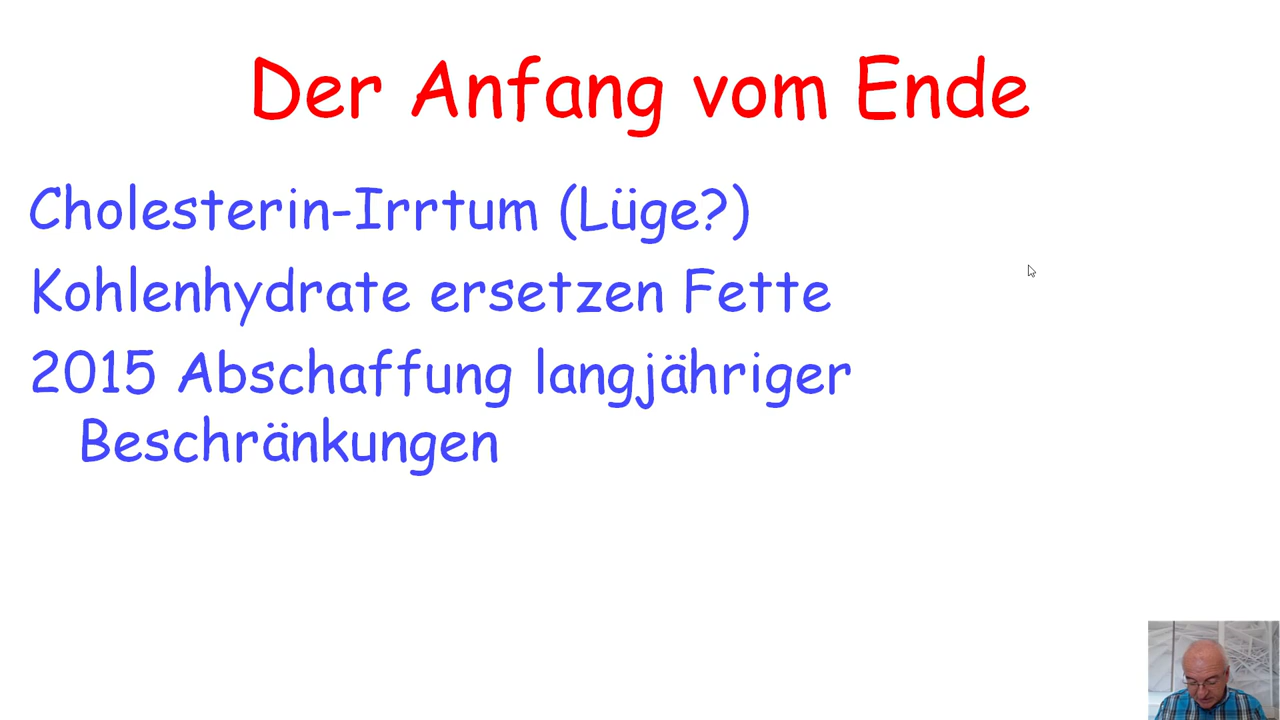 Der Anfang vom Ende
Cholesterin-Irrtum (Lüge?)
Kohlenhydrate ersetzen Fette
2015 Abschaffung langjähriger
Beschränkungen